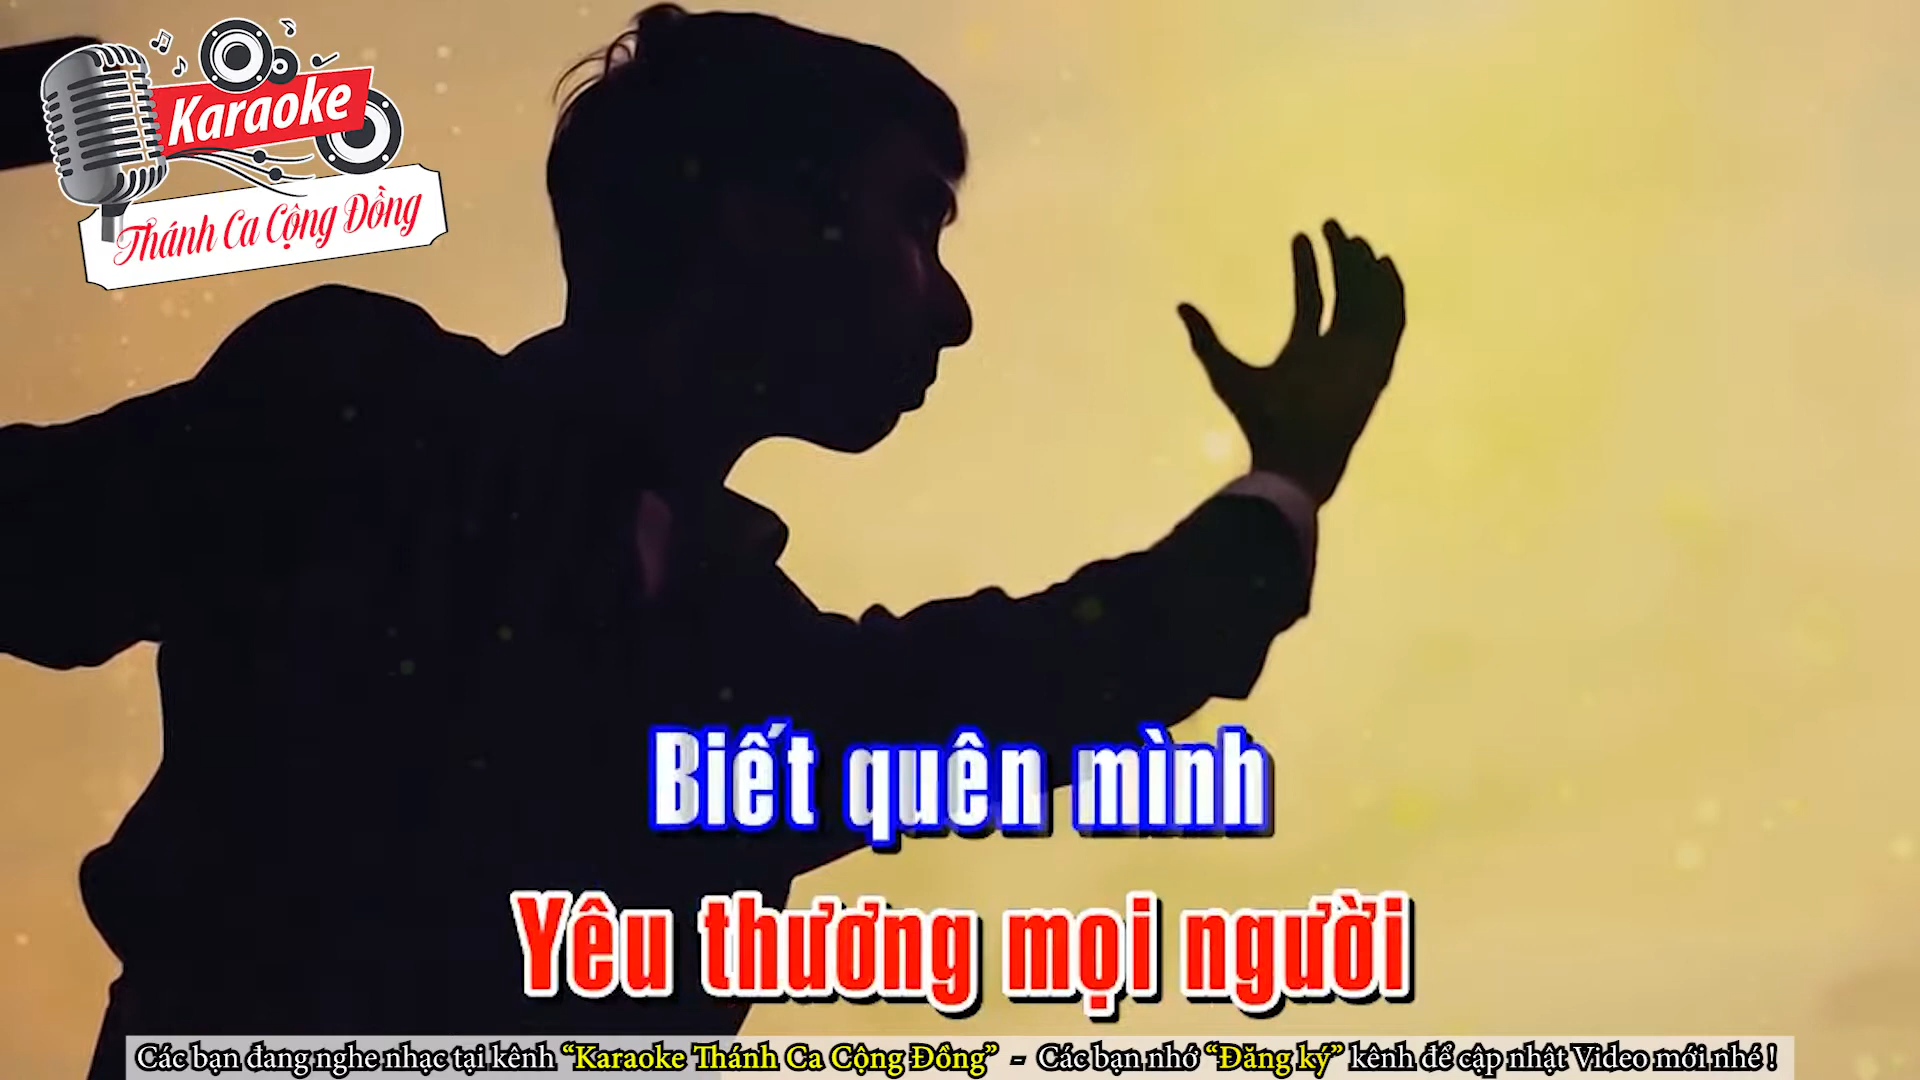 Karaoke
Thánh Ca Cộng Đồng
Biết quên mình
Yêu thương mọi người
Các bạn đang nghe nhạc tại kênh “Karaoke Thánh Ca Cộng Đồng” - Các bạn nhớ “Đăng ký” kênh để cập nhật Video mới nhé !